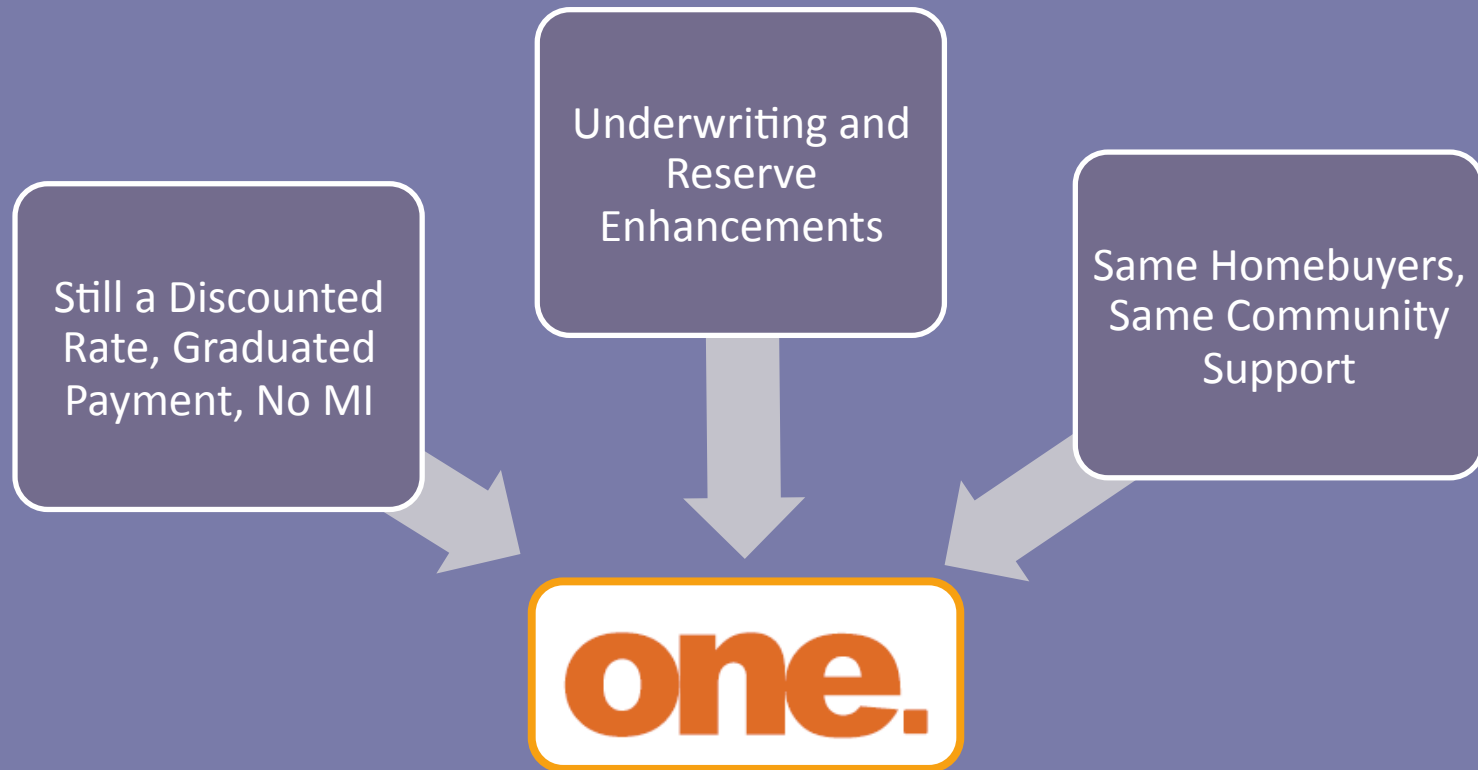 Still a Discounted
Rate, Graduated
Payment, No MI
Underwriting and
Reserve
Enhancements
Same Homebuyers,
Same Community
Support
one.